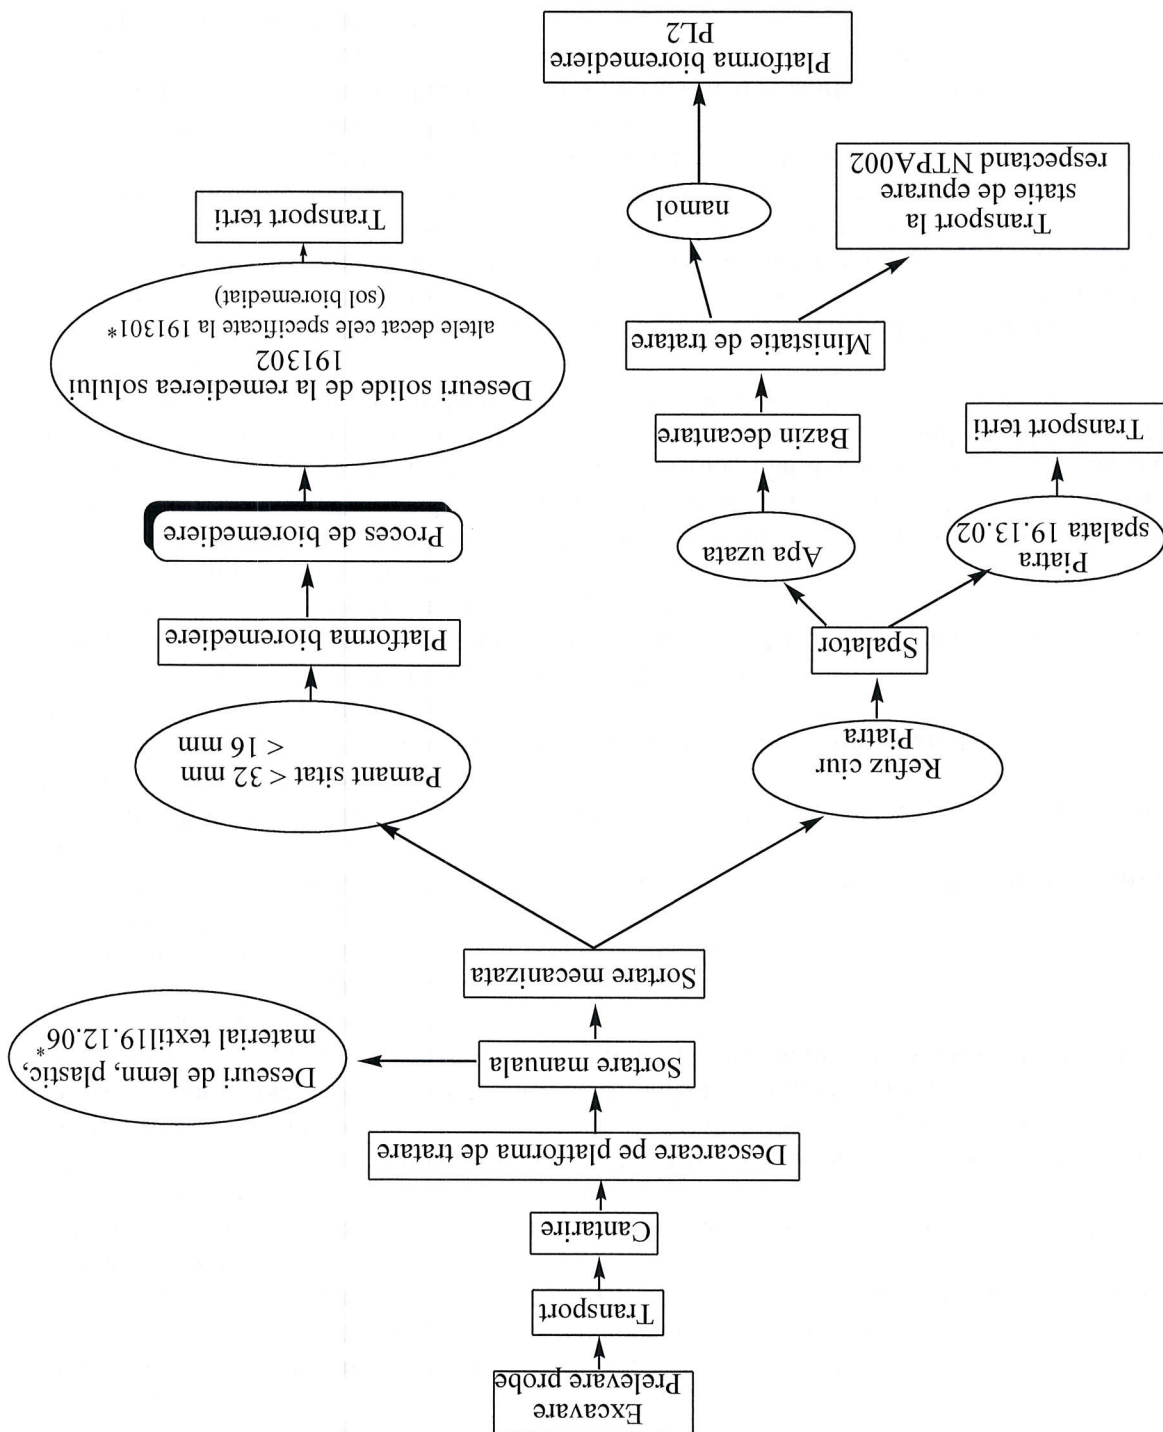 Excavare
Prelevare probe
Transport
Cantarire
Descarcare pe platforma de tratare
Sortare manuala
Deseuri de lemn, plastic,
material textil19.12.06*
Sortare mecanizata
Refuz ciur
Piatra
Spalator
Piatra
spalata 19.13.02
Transport terti
Apa uzata
Bazin decantare
Ministatie de tratare
Transport la
statie de epurare
respectand NTPA002
namol
Platforma bioremediere
PL2
Pamant sitat < 32 mm
< 16 mm
Platforma bioremediere
Proces de bioremediere
Deseuri solide de la remedierea solului
191302
altele decat cele specificate la 191301*
(sol bioremediat)
Transport terti